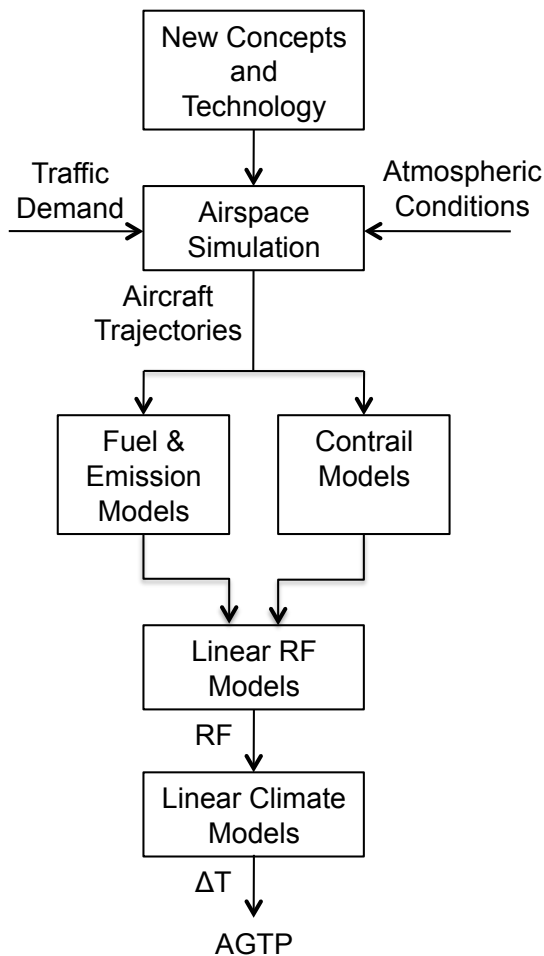 New Concepts
and
Technology
Traffic
Demand
Atmospheric
Conditions
Airspace
Simulation
Aircraft
Trajectories
Fuel &
Emission
Models
Contrail
Models
Linear RF
Models
RF
Linear Climate
Models
ΔT
AGTP